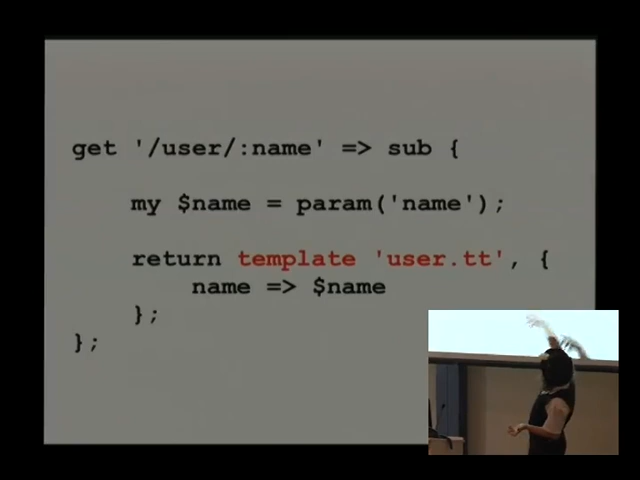 get '/user/:name' => sub {
my $name = param('name');
return template 'user.tt', {
name => $name
};
};